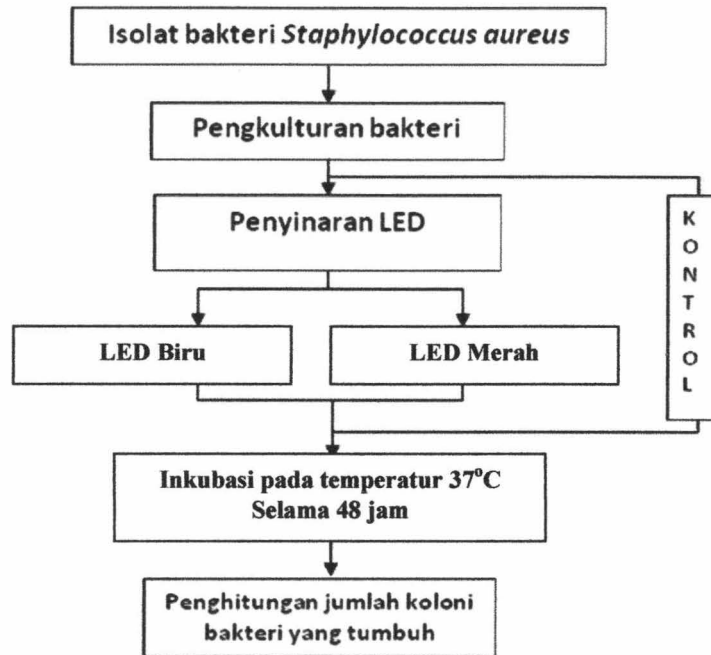 Isolat bakteri Staphylococcus aureus
Pengkulturan bakteri
Penyinaran LED
KONTROL
LED Biru
LED Merah
Inkubasi pada temperatur 37°C
Selama 48 jam
Penghitungan jumlah koloni
bakteri yang tumbuh